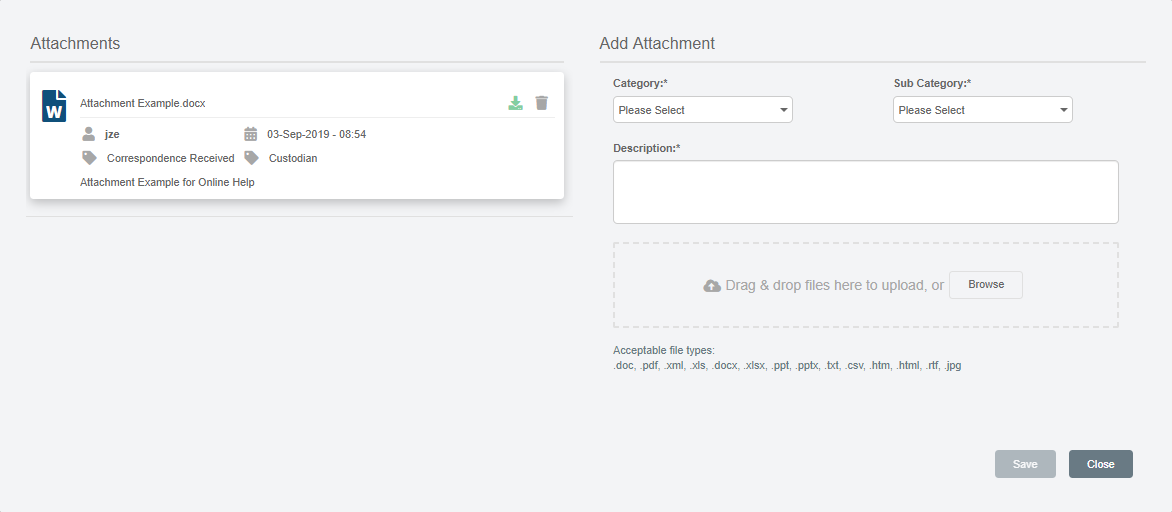 Attachments
W
Attachment Example.docx
jze
03-Sep-2019 - 08:54
Correspondence Received
Custodian
Attachment Example for Online Help
Add Attachment
Category:*
Sub Category:*
Please Select
Please Select
Description:*
Drag & drop files here to upload, or
Browse
Acceptable file types:
.doc, .pdf, .xml, .xls, .docx, .xlsx, .ppt, .pptx, .txt, .csv, .htm, .html, .rtf, .jpg
Save
Close